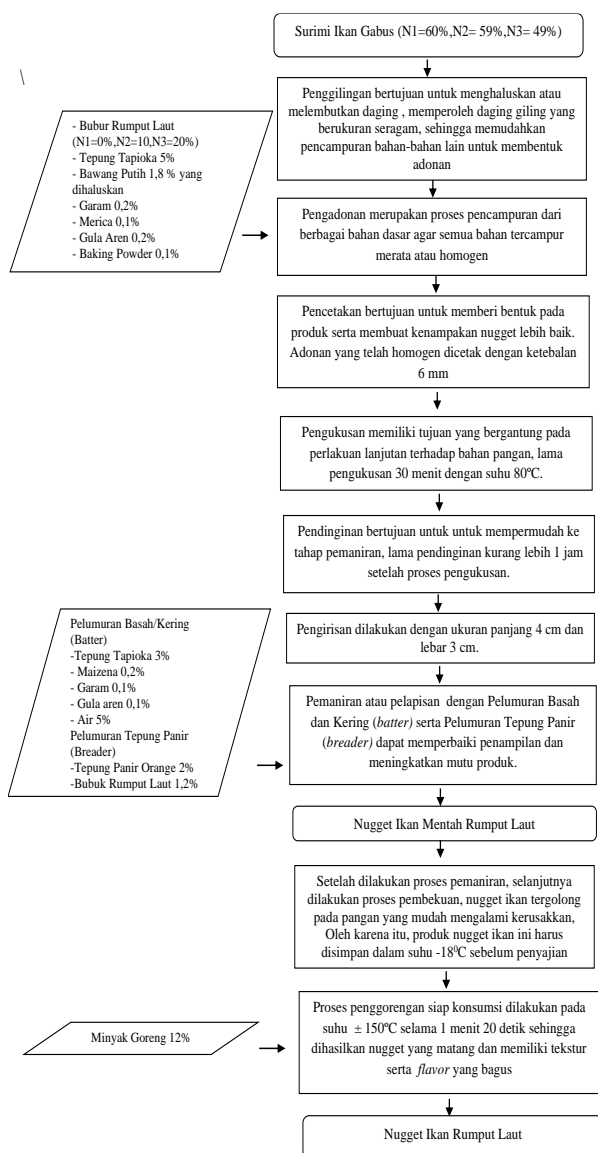 Surimi Ikan Gabus (N1=60%,N2= 59%,N3= 49%)
\
Penggilingan bertujuan untuk menghaluskan atau
melembutkan daging , memperoleh daging giling yang
berukuran seragam, sehingga memudahkan
pencampuran bahan-bahan lain untuk membentuk
adonan
- Bubur Rumput Laut
(N1=0%,N2=10,N3=20%)
- Tepung Tapioka 5%
- Bawang Putih 1,8 % yang
dihaluskan
- Garam 0,2%
- Merica 0,1%
- Gula Aren 0,2%
- Baking Powder 0,1%
Pengadonan merupakan proses pencampuran dari
berbagai bahan dasar agar semua bahan tercampur
merata atau homogen
Pencetakan bertujuan untuk memberi bentuk pada
produk serta membuat kenampakan nugget lebih baik.
Adonan yang telah homogen dicetak dengan ketebalan
6 mm
Pengukusan memiliki tujuan yang bergantung pada
perlakuan lanjutan terhadap bahan pangan, lama
pengukusan 30 menit dengan suhu 80ºC.
Pendinginan bertujuan untuk untuk mempermudah ke
tahap pemaniran, lama pendinginan kurang lebih 1 jam
setelah proses pengukusan.
Pengirisan dilakukan dengan ukuran panjang 4 cm dan
lebar 3 cm.
Pelumuran Basah/Kering
(Batter)
-Tepung Tapioka 3%
- Maizena 0,2%
- Garam 0,1%
- Gula aren 0,1%
- Air 5%
Pelumuran Tepung Panir
(Breader)
-Tepung Panir Orange 2%
-Bubuk Rumput Laut 1,2%
Pemaniran atau pelapisan dengan Pelumuran Basah
dan Kering (batter) serta Pelumuran Tepung Panir
(breader) dapat memperbaiki penampilan dan
meningkatkan mutu produk.
Nugget Ikan Mentah Rumput Laut
Setelah dilakukan proses pemaniran, selanjutnya
dilakukan proses pembekuan, nugget ikan tergolong
pada pangan yang mudah mengalami kerusakkan,
Oleh karena itu, produk nugget ikan ini harus
disimpan dalam suhu -18⁰C sebelum penyajian
Minyak Goreng 12%
Proses penggorengan siap konsumsi dilakukan pada
suhu ± 150ºC selama 1 menit 20 detik sehingga
dihasilkan nugget yang matang dan memiliki tekstur
serta flavor yang bagus
Nugget Ikan Rumput Laut